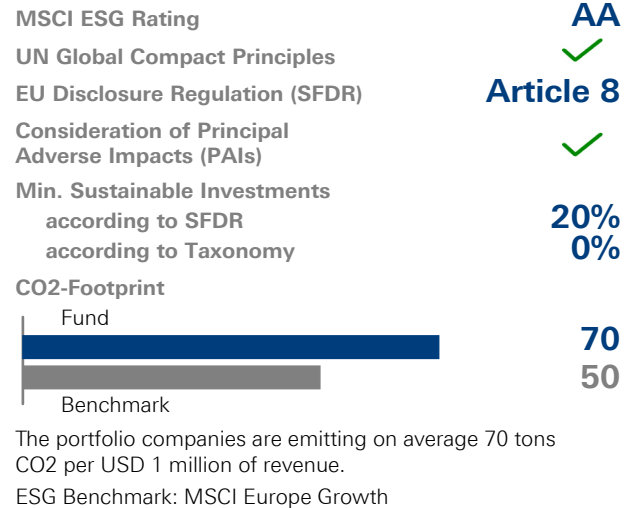 MSCI ESG Rating AA
UN Global Compact Principles
EU Disclosure Regulation (SFDR) Article 8
Consideration of Principal
Adverse Impacts (PAIs)
Min. Sustainable Investments
according to SFDR 20%
according to Taxonomy 0%
CO2-Footprint
Fund
70
50
Benchmark
The portfolio companies are emitting on average 70 tons
CO2 per USD 1 million of revenue.
ESG Benchmark: MSCI Europe Growth